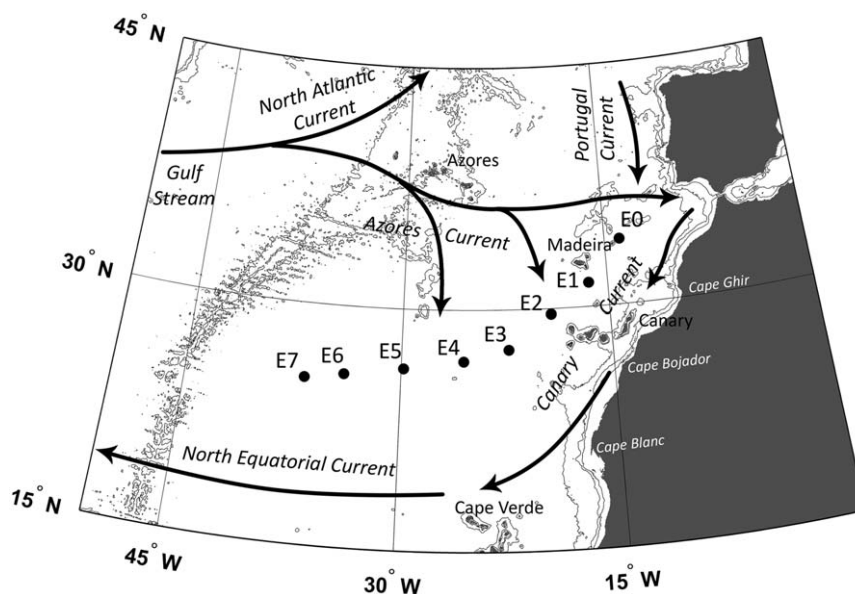 45° N
North Atlantic
Current
Portugal
Current
Gulf
Stream
Azores
Azores Current
E0
Madeira
30° N
E1
Canary Current
Cape Ghir
E2
Canary
E3
E4
E5
E6
E7
Cape Bojador
Cape Blanc
North Equatorial Current
15° N
Cape Verde
45° W
30° W
15° W